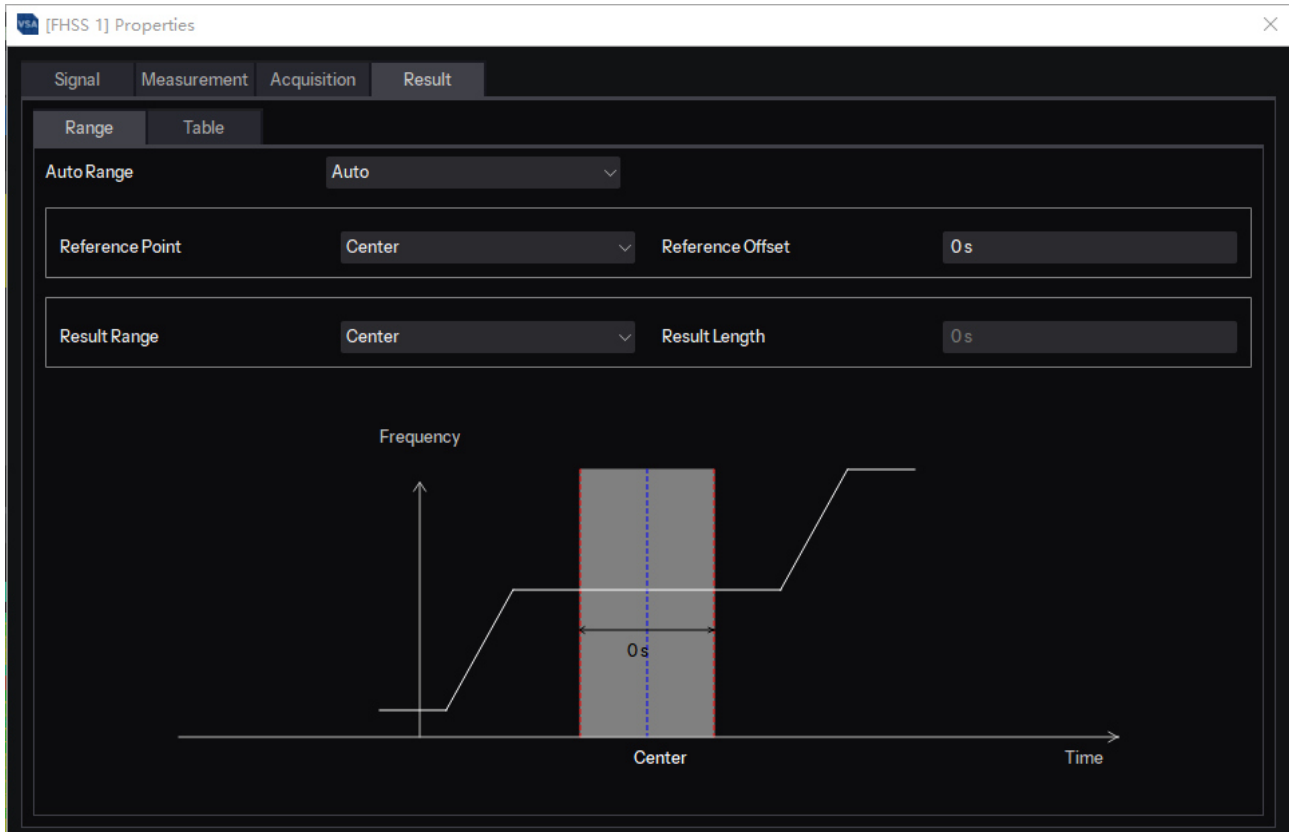 VSA [FHSS 1] Properties
Signal Measurement Acquisition Result
Range Table
Auto Range Auto
Reference Point Center Reference Offset 0 s
Result Range Center Result Length 0 s
Frequency
0 s
Center
Time